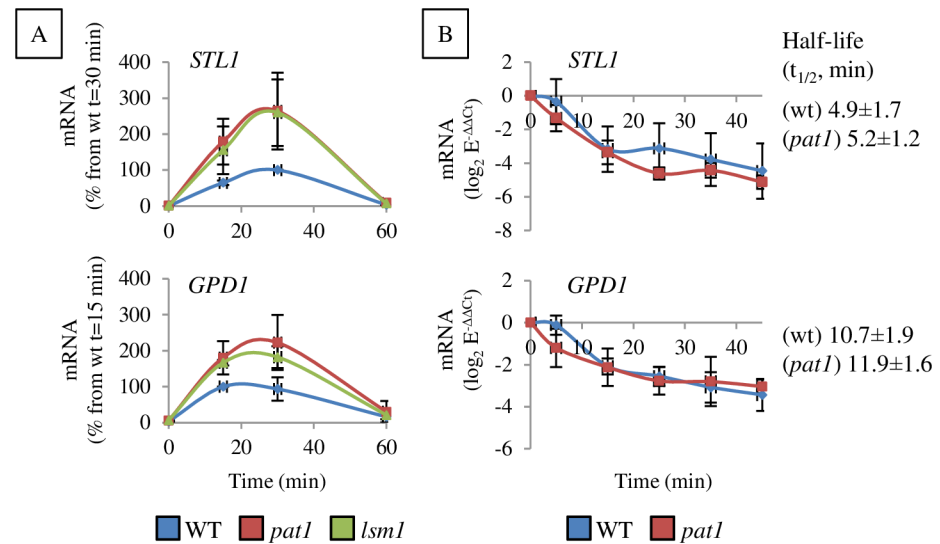 A
STL1
400
300
200
100
0
0
20
40
60
mRNA
(% from wt t=30 min)
GPD1
400
300
200
100
0
0
20
40
60
mRNA
(% from wt t=15 min)
Time (min)
WT
pat1
lsm1
B
STL1
2
0
-2
-4
-6
-8
0
10
20
30
40
mRNA
(log2 E-ΔΔCt)
Half-life
(t1/2, min)
(wt) 4.9±1.7
(pat1) 5.2±1.2
GPD1
2
0
-2
-4
-6
0
10
20
30
40
mRNA
(log2 E-ΔΔCt)
(wt) 10.7±1.9
(pat1) 11.9±1.6
Time (min)
WT
pat1